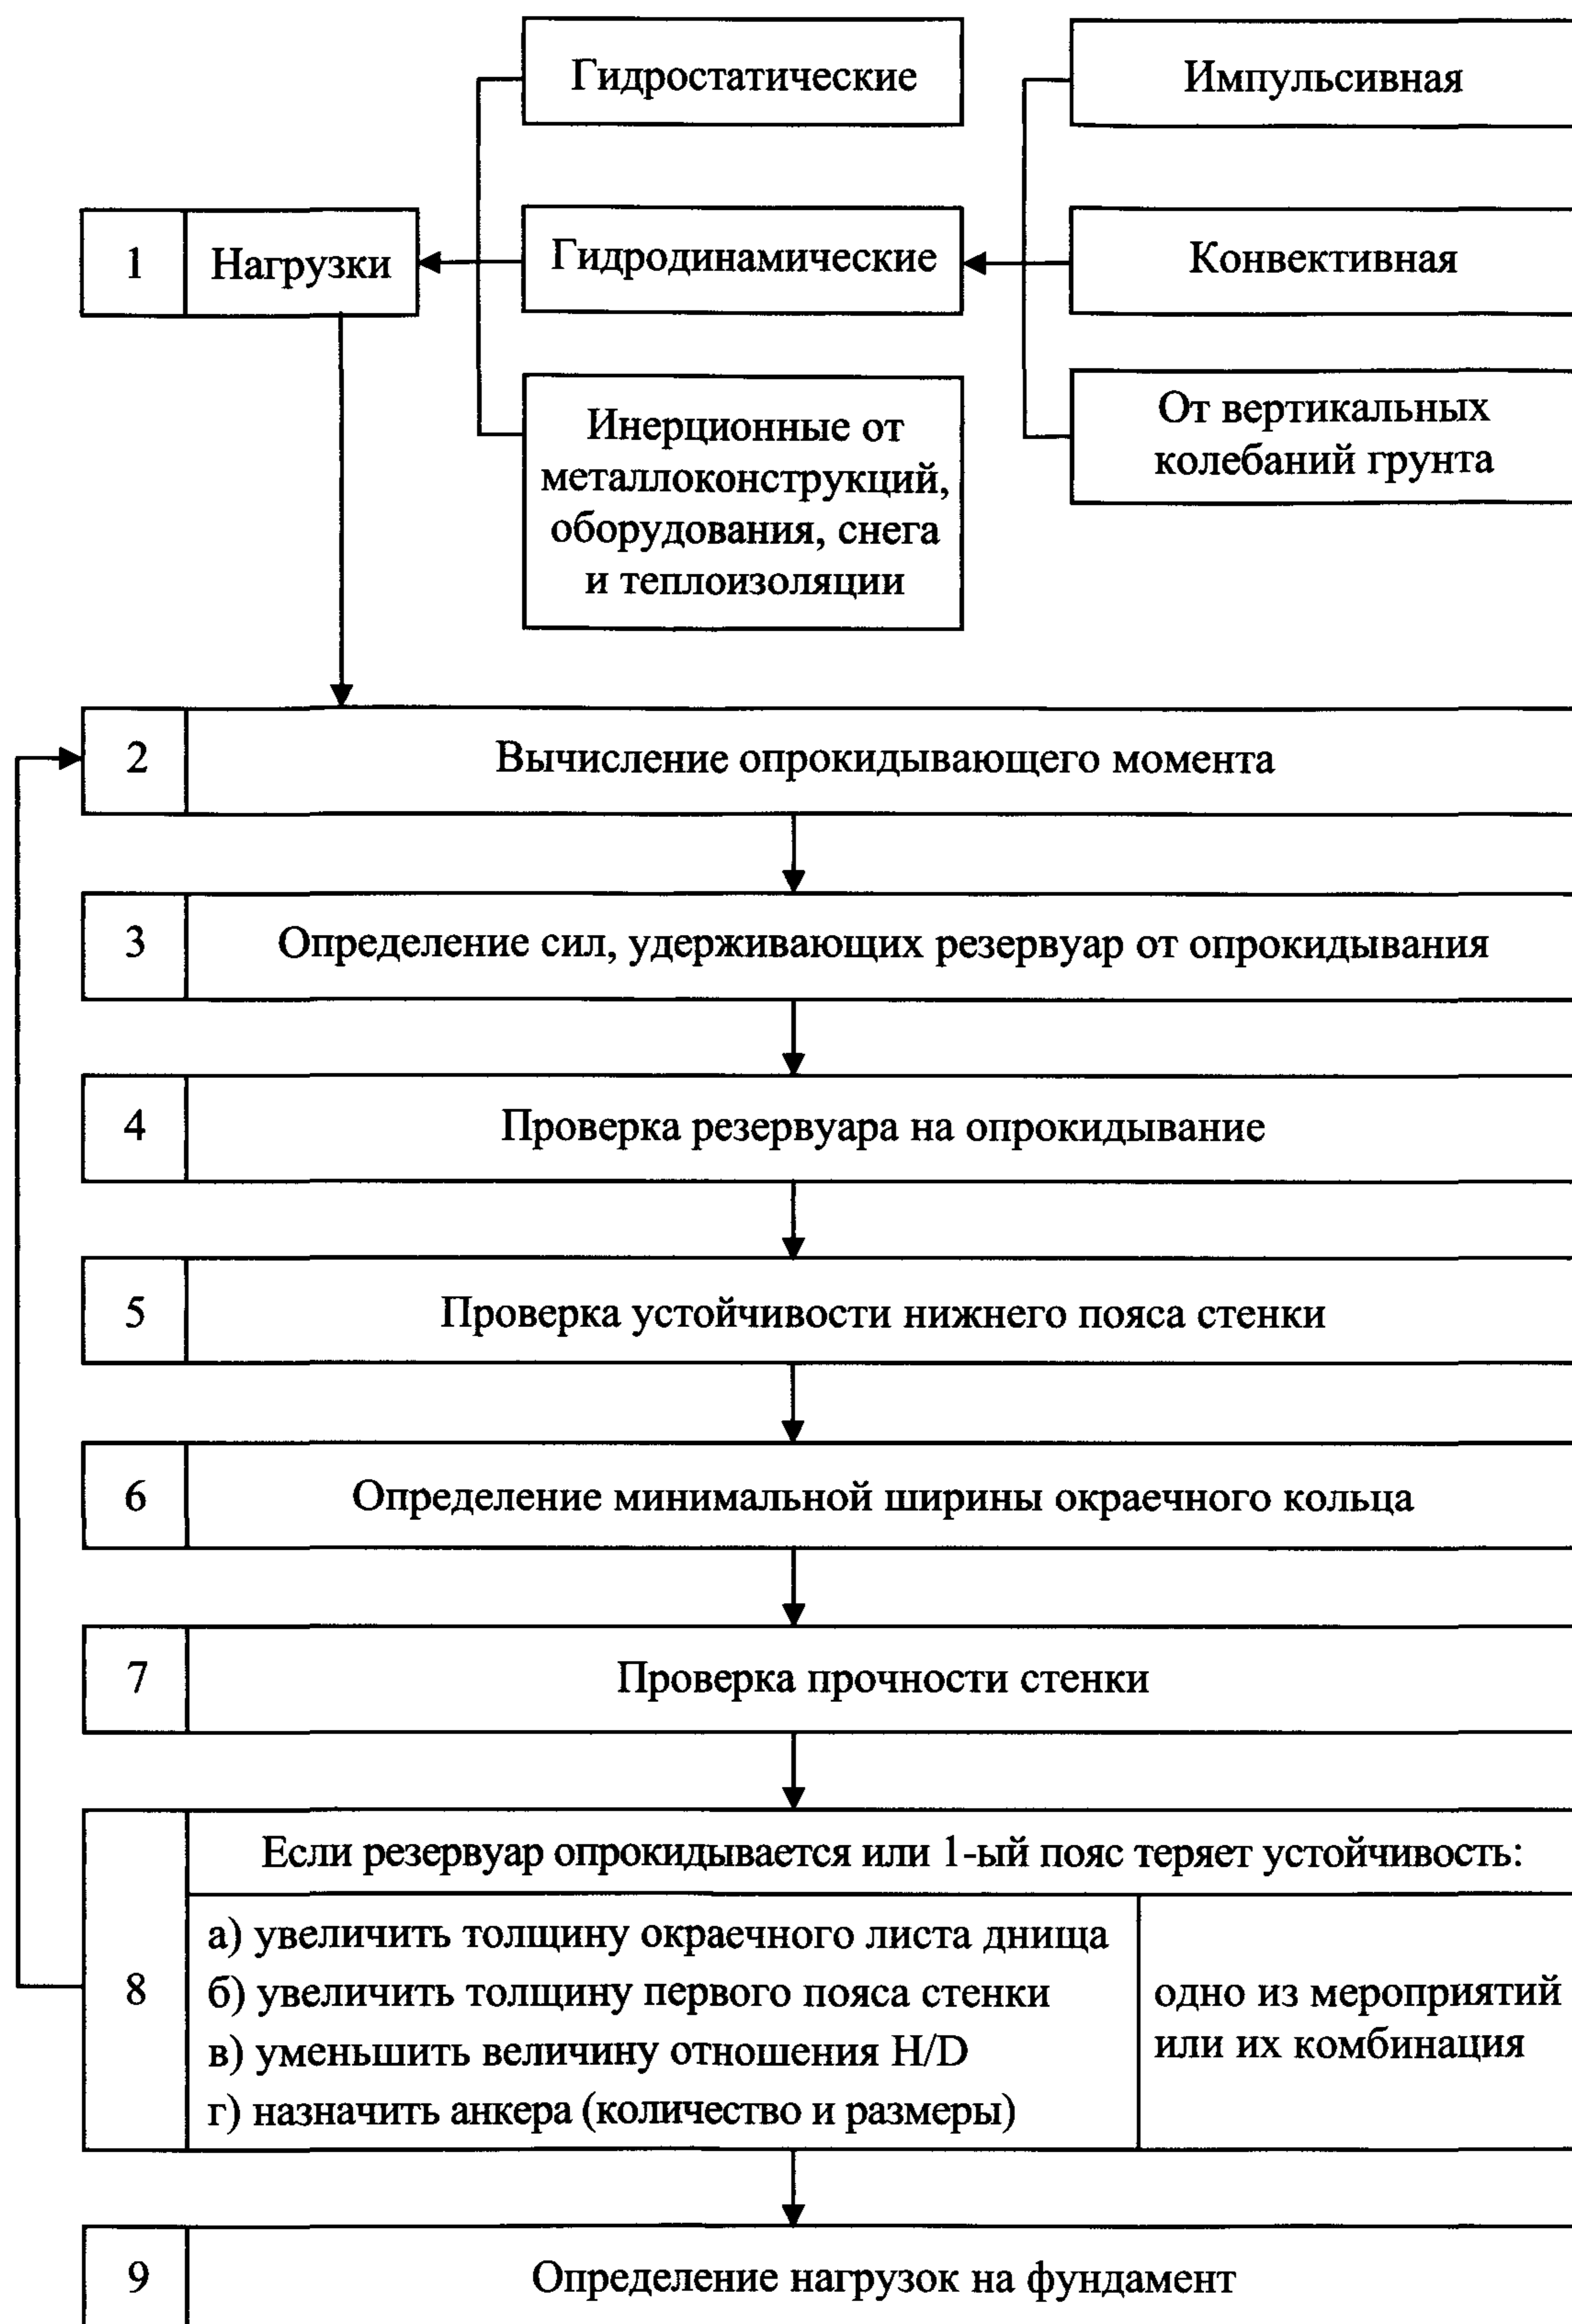 Гидростатические
Импульсивная
1
Нагрузки
Гидродинамические
Конвективная
Инерционные от
металлоконструкций,
оборудования, снега
и теплоизоляции
От вертикальных
колебаний грунта
2
Вычисление опрокидывающего момента
3
Определение сил, удерживающих резервуар от опрокидывания
4
Проверка резервуара на опрокидывание
5
Проверка устойчивости нижнего пояса стенки
6
Определение минимальной ширины окраечного кольца
7
Проверка прочности стенки
8
Если резервуар опрокидывается или 1-ый пояс теряет устойчивость:
а) увеличить толщину окраечного листа днища
б) увеличить толщину первого пояса стенки
в) уменьшить величину отношения H/D
г) назначить анкера (количество и размеры)
одно из мероприятий
или их комбинация
9
Определение нагрузок на фундамент